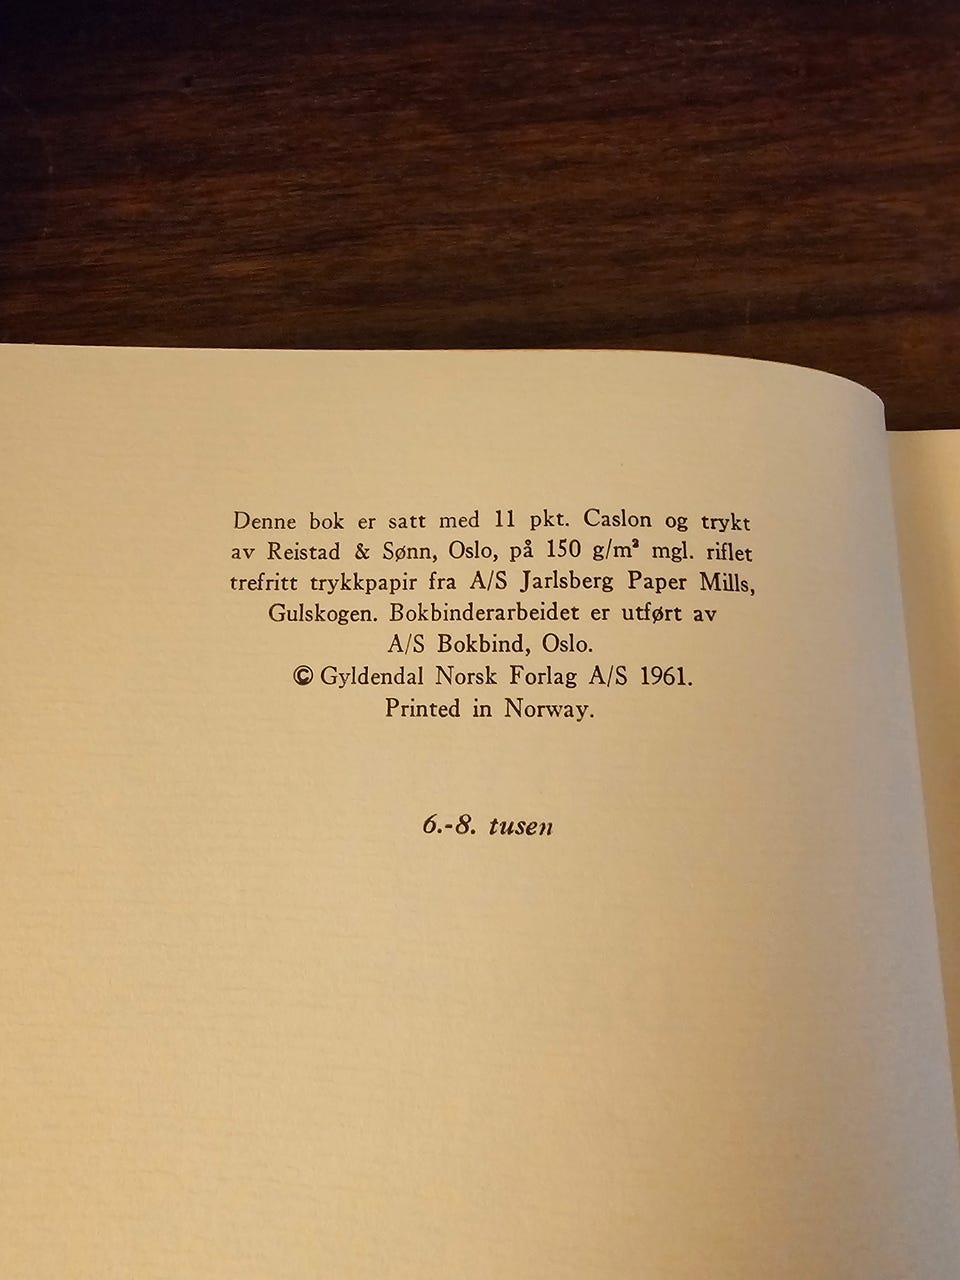 Denne bok er satt med 11 pkt. Caslon og trykt
av Reistad & Sønn, Oslo, på 150 g/m² mgl. riflet
trefritt trykkpapir fra A/S Jarlsberg Paper Mills,
Gulskogen. Bokbinderarbeidet er utført av
A/S Bokbind, Oslo.
© Gyldendal Norsk Forlag A/S 1961.
Printed in Norway.
6.-8. tusen